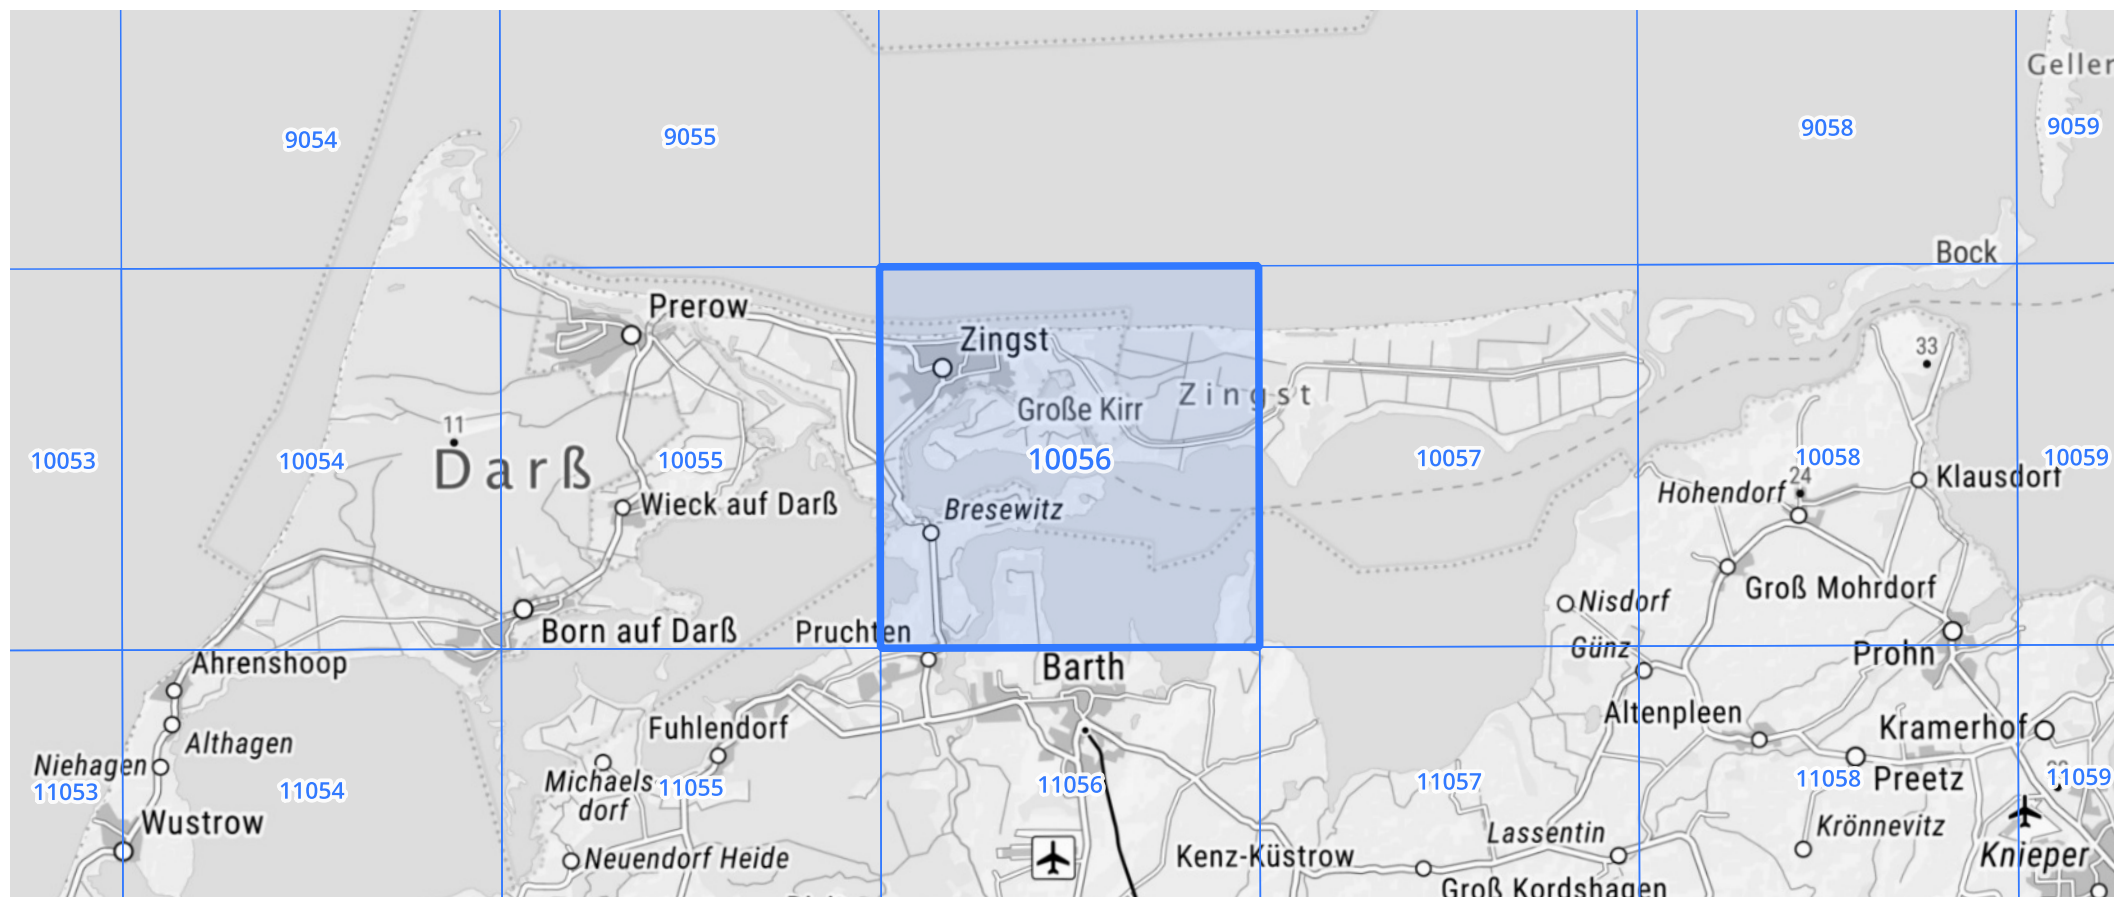 Geller
9054
9055
9058
9059
Bock
Prerow
Zingst
33
Große Kirr
Zingst
11
Darß
10053
10054
10055
10056
10057
10058
10059
24
Klausdorf
Hohendorf
Wieck auf Darß
Bresewitz
Groß Mohrdorf
Nisdorf
Born auf Darß
Pruchten
Günz
Prohn
Ahrenshoop
Barth
Altenpleen
Fuhlendorf
Kramerhof
Althagen
Niehagen
Michaels
dorf
11053
11054
11055
11056
11057
11058
11059
Preetz
Wustrow
Krönnevitz
Lassentin
Neuendorf Heide
Kenz-Küstrow
Knieper
Groß Kordshagen